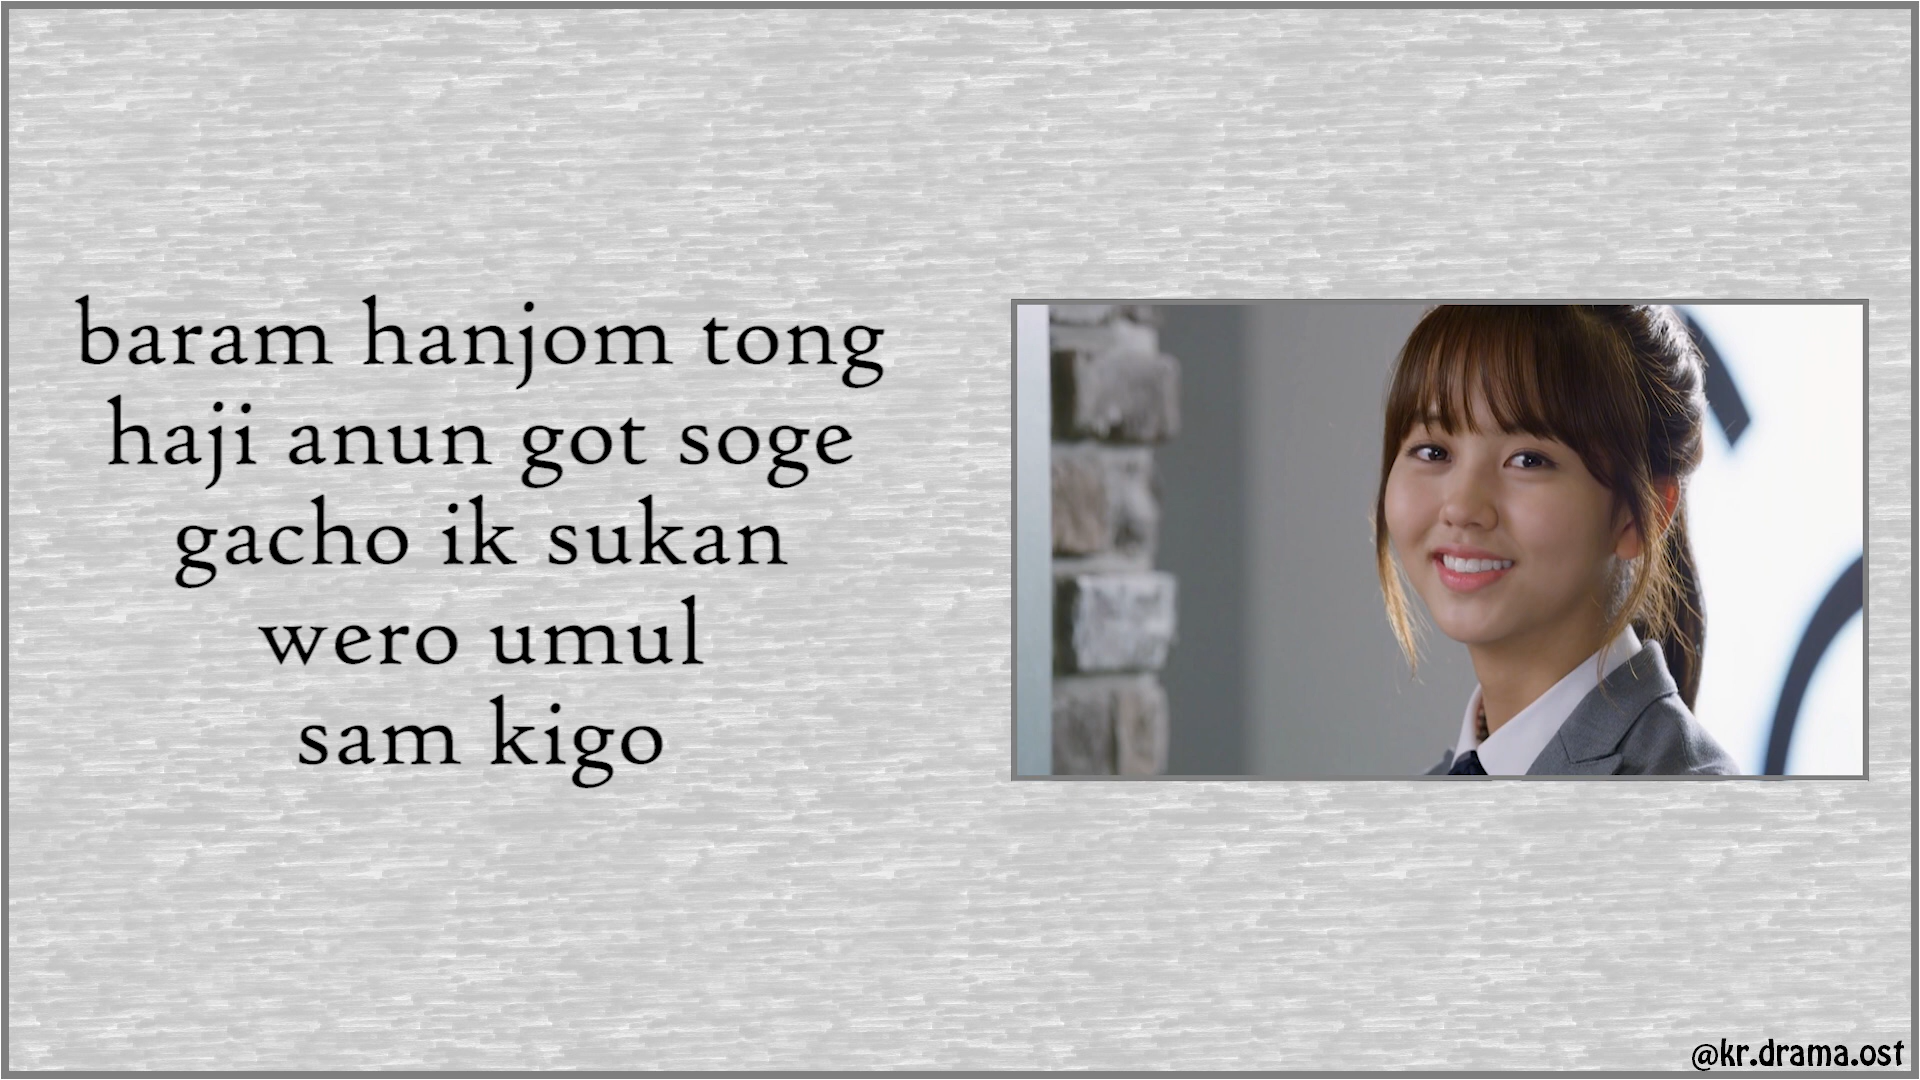 baram hanjom tong
haji anun got soge
gacho ik sukan
wero umul
sam kigo
@kr.drama.ost